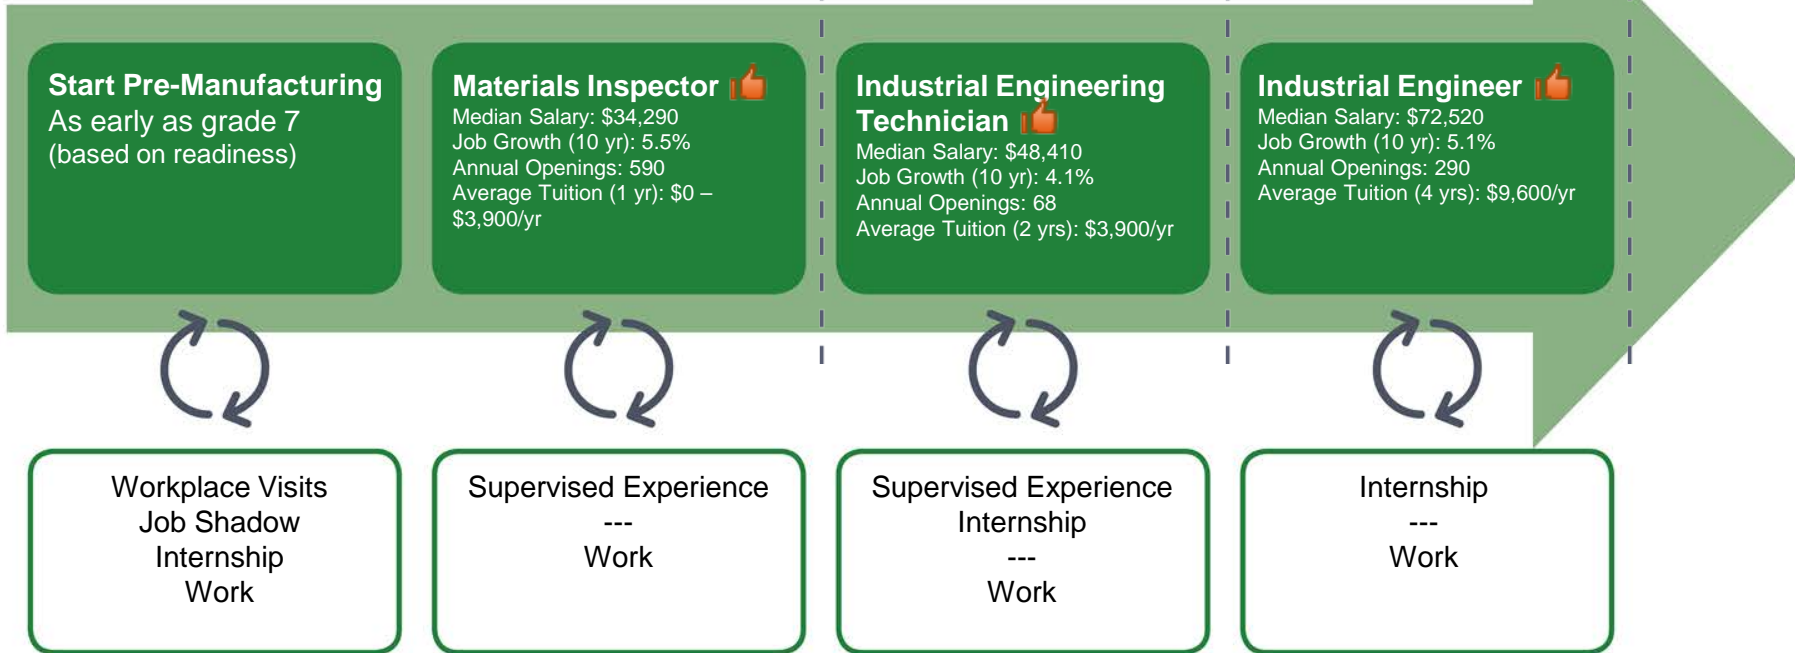 Start Pre-Manufacturing
As early as grade 7
(based on readiness)
Materials Inspector
Median Salary: $34,290
Job Growth (10 yr): 5.5%
Annual Openings: 590
Average Tuition (1 yr): $0 –
$3,900/yr
Industrial Engineering
Technician
Median Salary: $48,410
Job Growth (10 yr): 4.1%
Annual Openings: 68
Average Tuition (2 yrs): $3,900/yr
Industrial Engineer
Median Salary: $72,520
Job Growth (10 yr): 5.1%
Annual Openings: 290
Average Tuition (4 yrs): $9,600/yr
Workplace Visits
Job Shadow
Internship
Work
Supervised Experience
---
Work
Supervised Experience
Internship
---
Work
Internship
---
Work